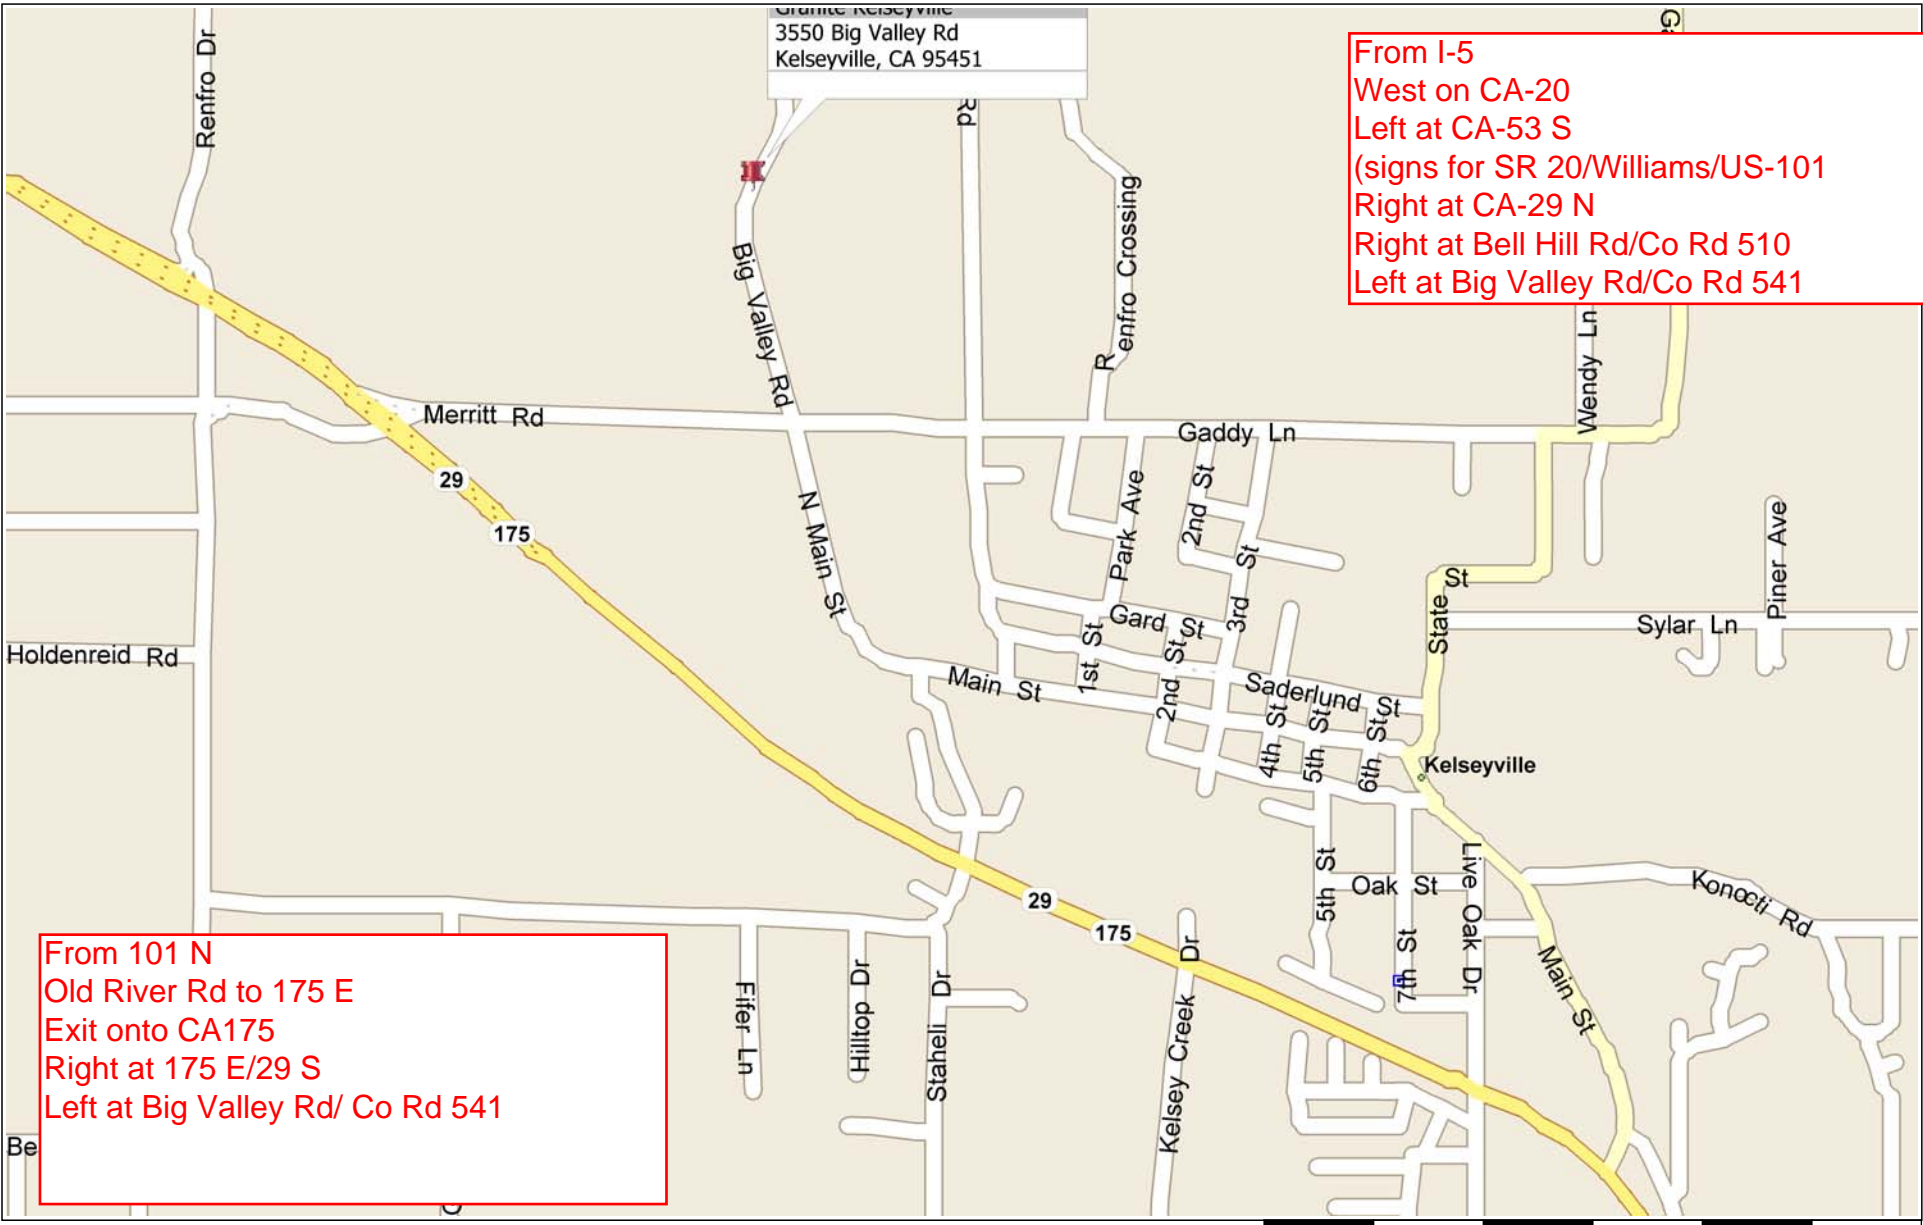 Granite Kelseyville
3550 Big Valley Rd
Kelseyville, CA 95451
From I-5
West on CA-20
Left at CA-53 S
(signs for SR 20/Williams/US-101
Right at CA-29 N
Right at Bell Hill Rd/Co Rd 510
Left at Big Valley Rd/Co Rd 541
Renfro Dr
Rd
Ga
Renfro Crossing
Big Valley Rd
Wendy Ln
Merritt Rd
Gaddy Ln
29
175
N Main St
Park Ave
2nd St
3rd St
State St
Piner Ave
Sylar Ln
Gard St
Holdenreid Rd
Main St
1st St
2nd St
Saderlund St
4th St
5th St
6th St
Kelseyville
Live Oak Dr
Oak St
5th St
7th St
Konocti Rd
Main St
29
175
Kelsey Creek Dr
Fifer Ln
Hilltop Dr
Staheli Dr
From 101 N
Old River Rd to 175 E
Exit onto CA175
Right at 175 E/29 S
Left at Big Valley Rd/ Co Rd 541
Be